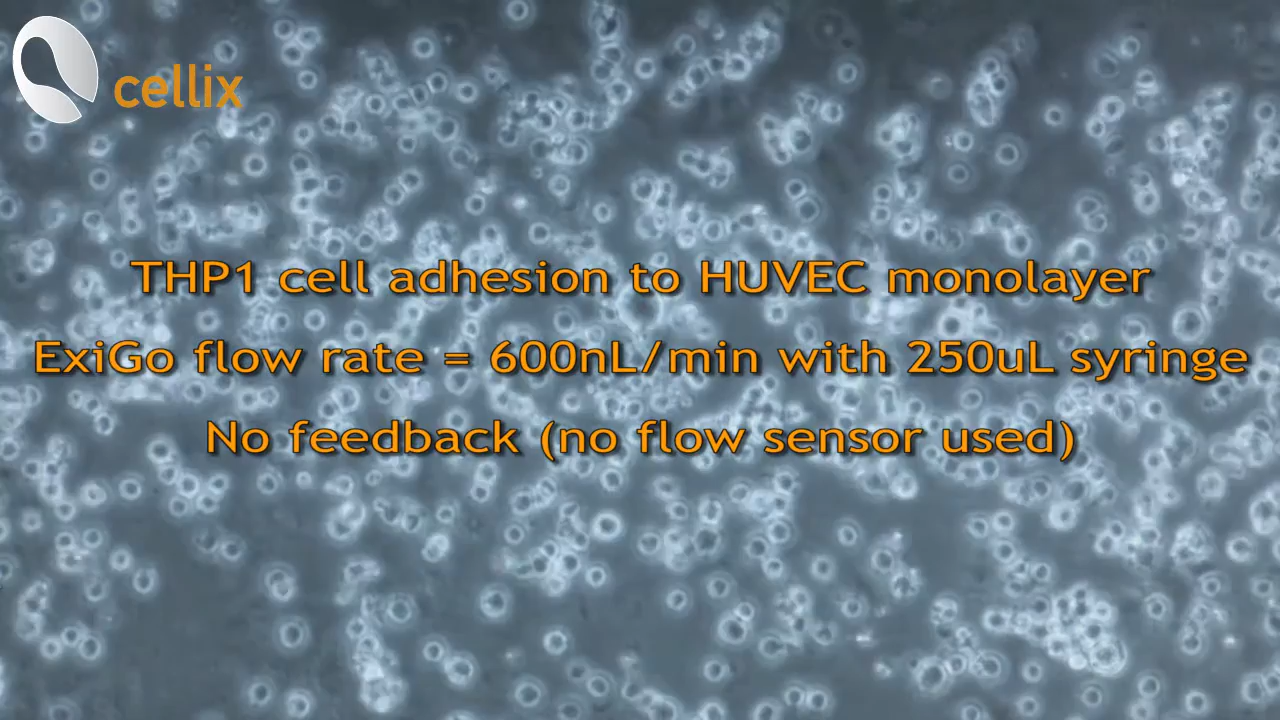 cellix
THP1 cell adhesion to HUVEC monolayer
ExiGo flow rate = 600nL/min with 250uL syringe
No feedback (no flow sensor used)